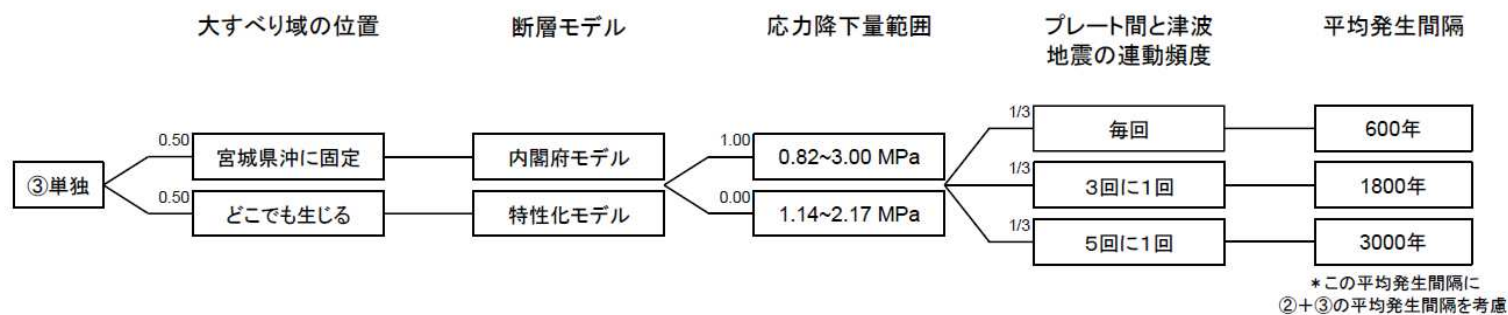 大すべり域の位置
断層モデル
応力降下量範囲
プレート間と津波
地震の連動頻度
平均発生間隔
③単独
0.50
宮城県沖に固定
0.50
どこでも生じる
内閣府モデル
特性化モデル
1.00
0.82~3.00 MPa
0.00
1.14~2.17 MPa
1/3
毎回
600年
1/3
3回に1回
1800年
1/3
5回に1回
3000年
*この平均発生間隔に
②+③の平均発生間隔を考慮